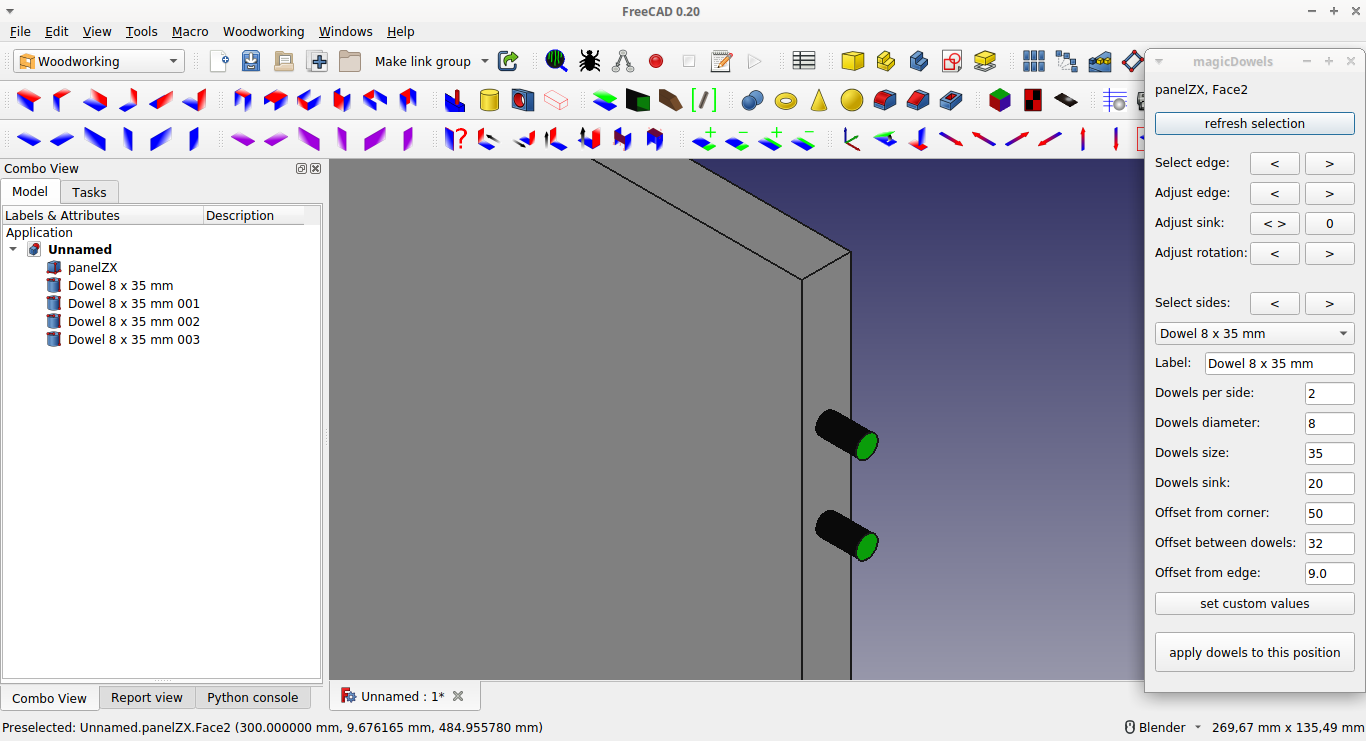 FreeCAD 0.20
File Edit View Tools Macro Woodworking Windows Help
Woodworking
Make link group
magicDowels
panelZX, Face2
refresh selection
Select edge: < >
Adjust edge: < >
Adjust sink: < > 0
Adjust rotation: < >
Select sides: < >
Dowel 8 x 35 mm
Label: Dowel 8 x 35 mm
Dowels per side: 2
Dowels diameter: 8
Dowels size: 35
Dowels sink: 20
Offset from corner: 50
Offset between dowels: 32
Offset from edge: 9.0
set custom values
apply dowels to this position
Combo View
Model Tasks
Labels & Attributes Description
Application
Unnamed
panelZX
Dowel 8 x 35 mm
Dowel 8 x 35 mm 001
Dowel 8 x 35 mm 002
Dowel 8 x 35 mm 003
Combo View Report view Python console
Unnamed : 1*
Preselected: Unnamed.panelZX.Face2 (300.000000 mm, 9.676165 mm, 484.955780 mm)
Blender 269,67 mm x 135,49 mm